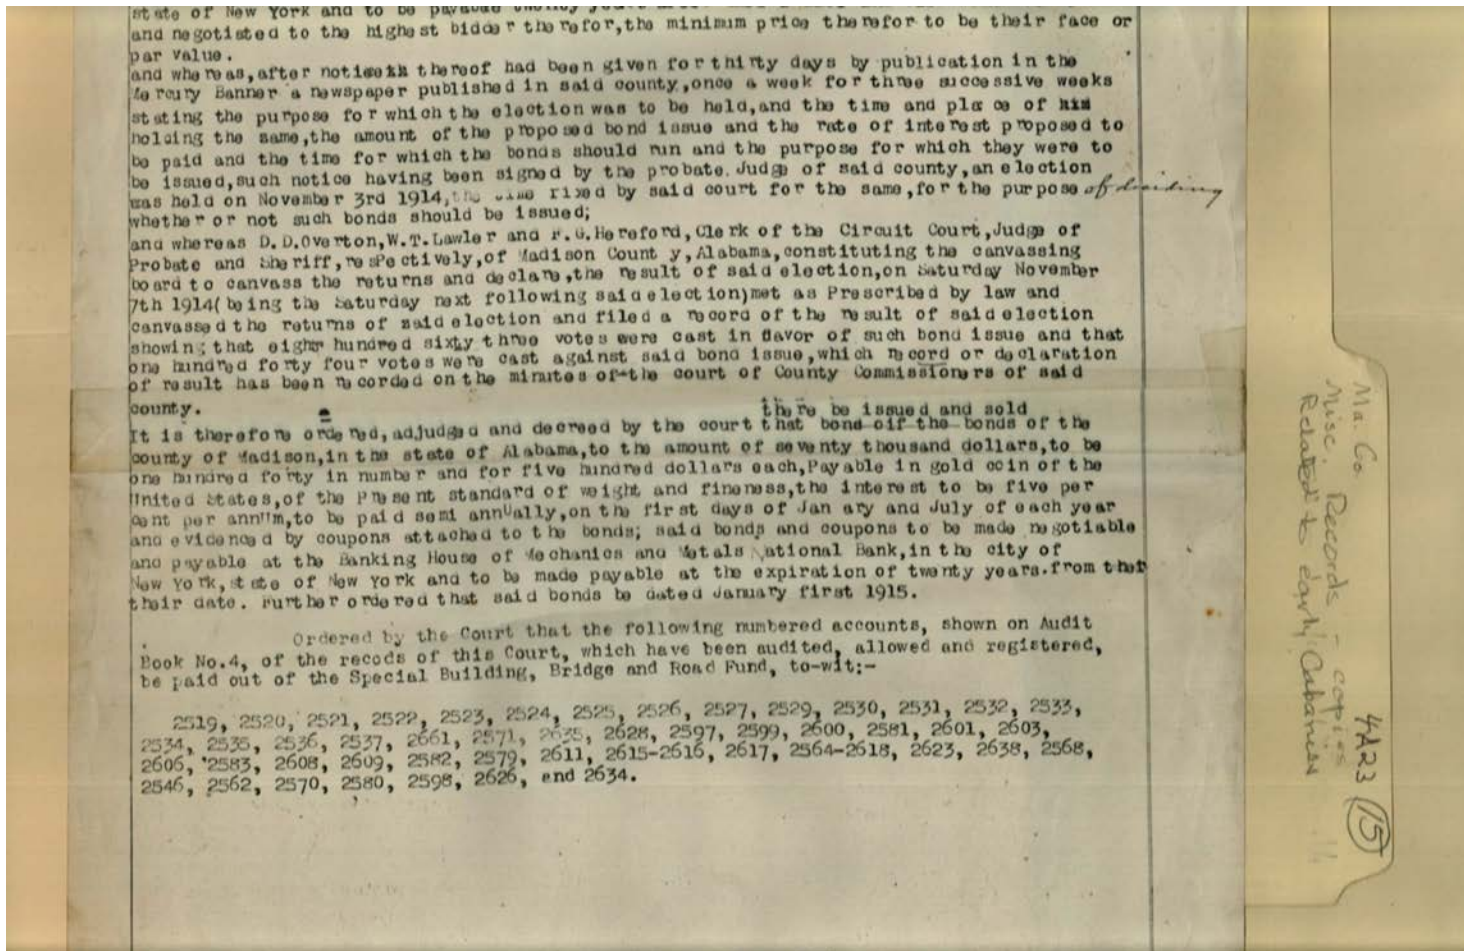 state of New York and to be payable twenty
and negotisted to the highest bidder therefor,the minimum price therefor to be their face or
par value.
and whereas,after notice thereof had been given for thirty days by publication in the
Mercury Banner a newspaper published in said county,once a week for three successive weeks
stating the purpose for which the election was to be held,and the time and place of him
holding the same,the amount of the proposed bond issue and the rate of interest proposed to
be paid and the time for which the bonds should run and the purpose for which they were to
be issued,such notice having been signed by the probate Judge of said county,an election
was held on November 3rd 1914,the time fixed by said court for the same,for the purpose of deciding
whether or not such bonds should be issued;
and whereas D.D.Overton,W.T.Lawler and F.G.Hereford,Clerk of the Circuit Court,Judge of
Probate and Sheriff,resPectively,of Madison Count y,Alabama,constituting the canvassing
board to canvass the returns and declare,the result of said election,on Saturday November
7th 1914(being the Saturday next following saidelection)met as Prescribed by law and
canvassed the returns of said election and filed a record of the result of said election
showing that eight hundred sixty three votes were cast in favor of such bond issue and that
one hundred forty four votes were cast against said bond issue,which record or declaration
of result has been recorded on the minutes of the court of County Commissioners of said
county.
there be issued and sold
It is therefore ordered,adjudged and decreed by the court that bond oif the bonds of the
county of Madison,in the state of Alabama,to the amount of seventy thousand dollars,to be
one hundred forty in number and for five hundred dollars each,Payable in gold coin of the
United States,of the Present standard of weight and fineness,the interest to be five per
cent per annUm,to be paid semi annUally,on the first days of Jan ary and July of each year
and evidenced by coupons attached to the bonds; said bonds and coupons to be made negotiable
and payable at the Banking House of Mechanics and Metals National Bank,in the city of
New York,state of New York and to be made payable at the expiration of twenty years.from thet
their date. Further ordered that said bonds be dated January first 1915.
Ordered by the Court that the following numbered accounts, shown on Audit
Book No.4, of the recods of this Court, which have been audited, allowed and registered,
be paid out of the Special Building, Bridge and Road Fund, to-wit;-
2519, 2520, 2521, 2522, 2523, 2524, 2525, 2526, 2527, 2529, 2530, 2531, 2532, 2533,
2534, 2535, 2536, 2537, 2661, 2571, 2635, 2628, 2597, 2599, 2600, 2581, 2601, 2603,
2606, 2583, 2608, 2609, 2582, 2579, 2611, 2615-2616, 2617, 2564-2618, 2623, 2638, 2568,
2546, 2562, 2570, 2580, 2598, 2626, and 2634.
Ma. Co.
Misc. Records - copies
Related to early Cabaniss
4A23 (15)